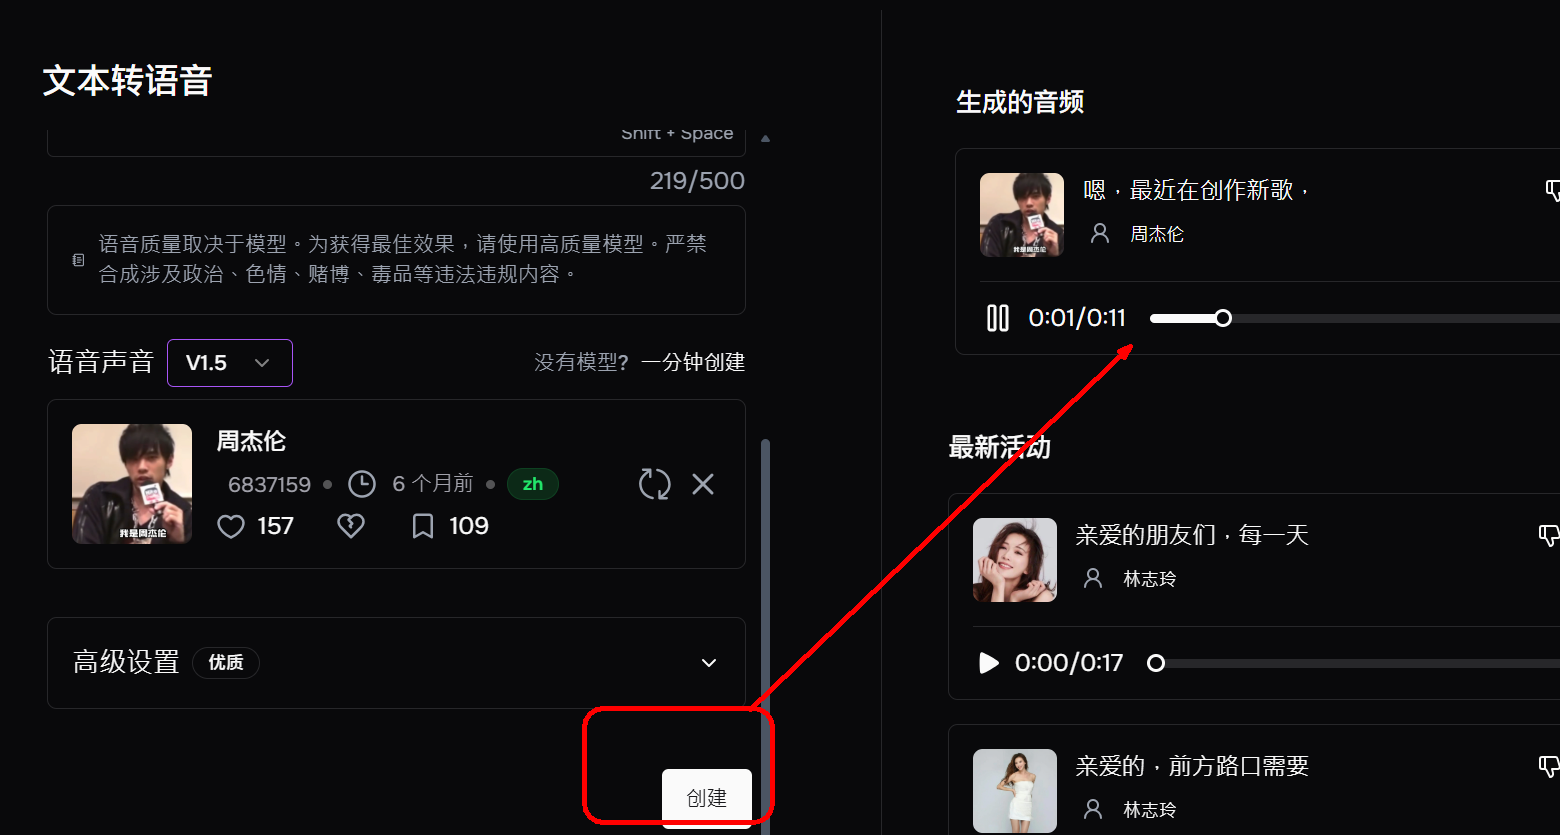 文本转语音
Shift + Space
219/500
语音质量取决于模型。为获得最佳效果，请使用高质量模型。严禁
合成涉及政治、色情、赌博、毒品等违法违规内容。
语音声音 V1.5 没有模型? 一分钟创建
周杰伦
6837159 • 6 个月前 • zh
157 109
我是周杰伦
高级设置 优质
创建
生成的音频
嗯，最近在创作新歌，
周杰伦
我是周杰伦
0:01/0:11
最新活动
亲爱的朋友们，每一天
林志玲
0:00/0:17
亲爱的，前方路口需要
林志玲